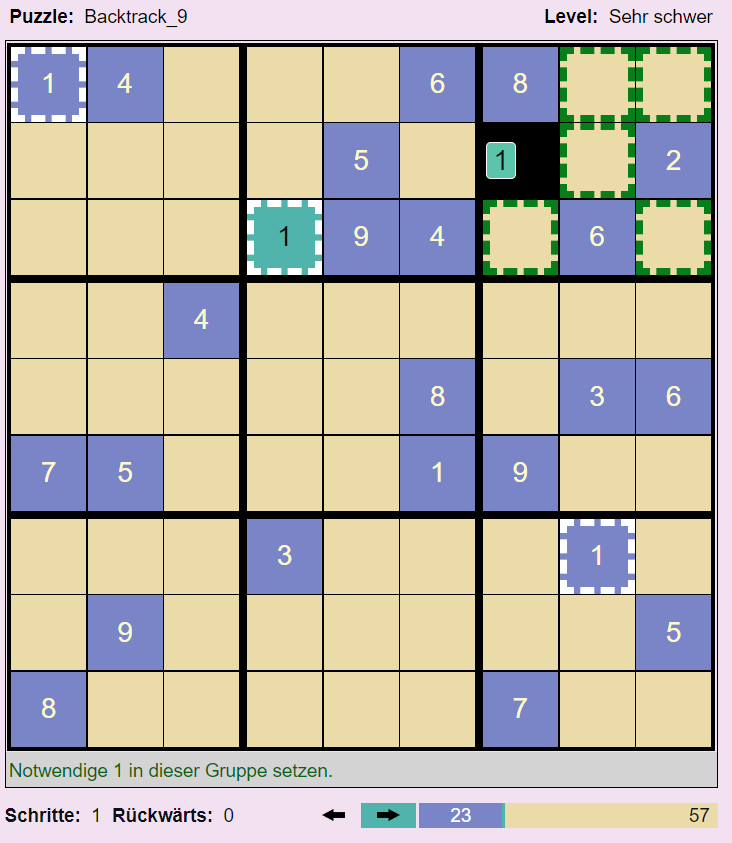 Puzzle: Backtrack_9 Level: Sehr schwer
1 4 6 8
5 1 2
1 9 4 6
4
8 3 6
7 5 1 9
3 1
9 5
8 7
Notwendige 1 in dieser Gruppe setzen.
Schritte: 1 Rückwärts: 0 23 57